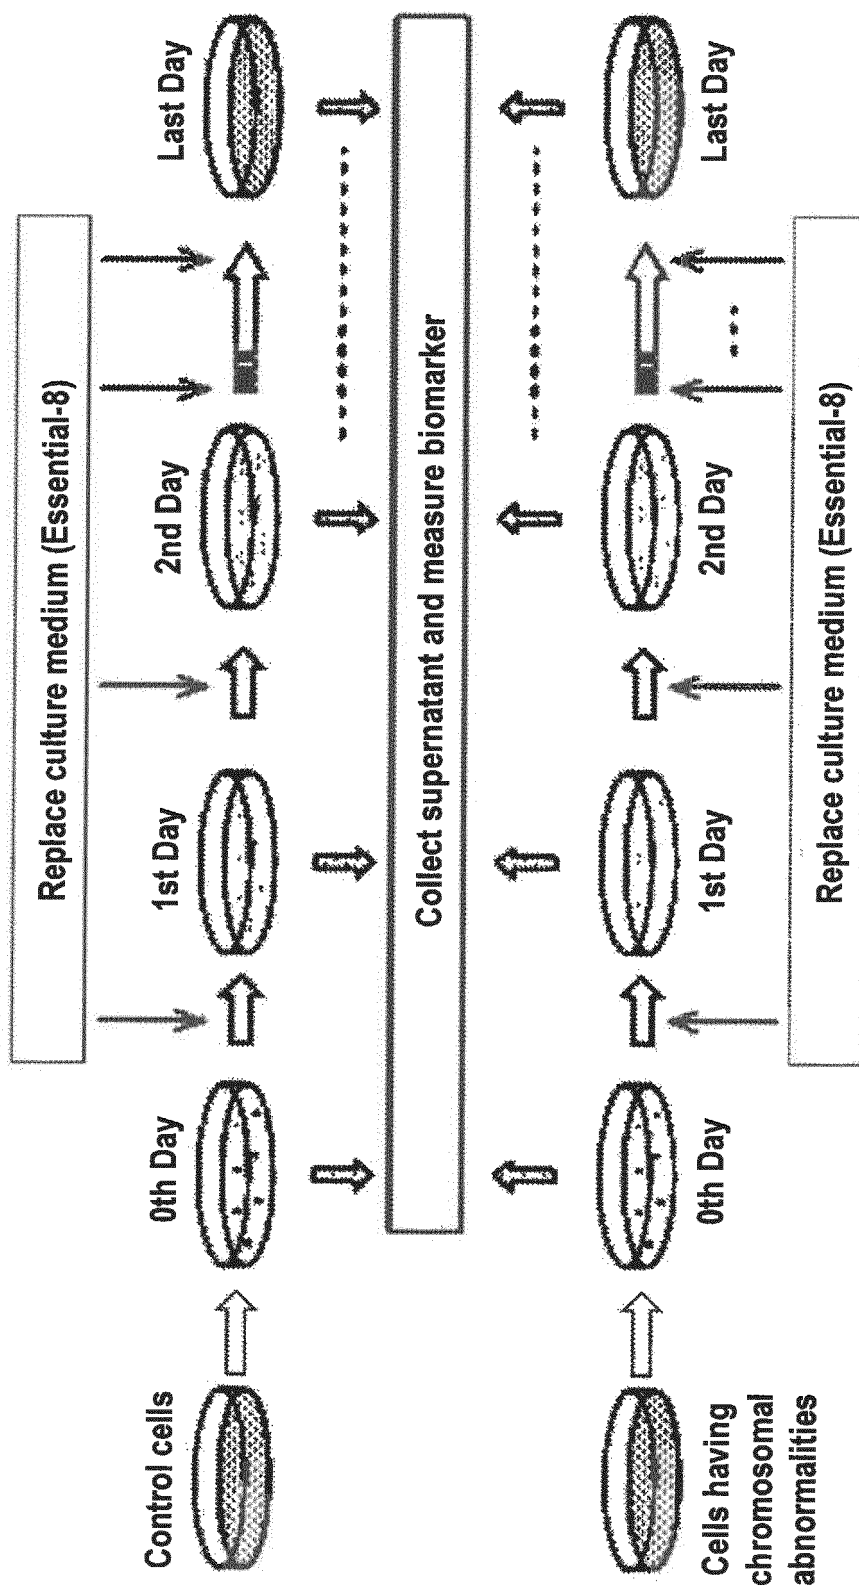 Replace culture medium (Essential-8)
Control cells
0th Day
1st Day
2nd Day
Last Day
Collect supernatant and measure biomarker
Cells having
chromosomal
abnormalities
0th Day
1st Day
2nd Day
Last Day
Replace culture medium (Essential-8)